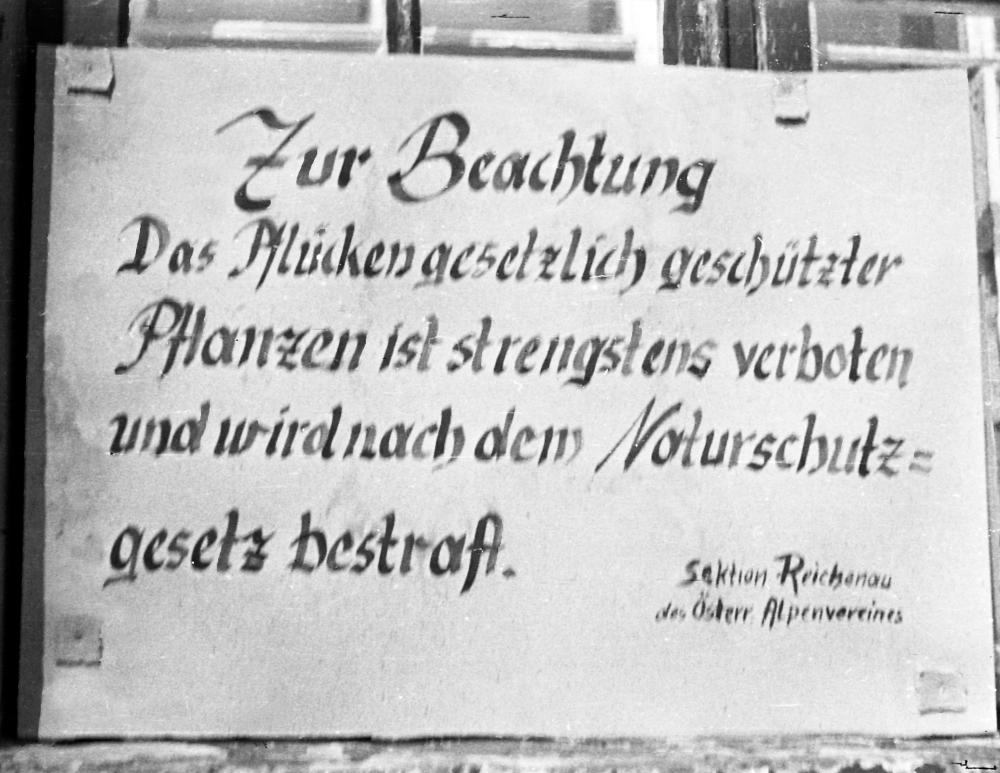 Zur Beachtung
Das Pflücken gesetzlich geschützter
Pflanzen ist strengstens verboten
und wird nach dem Naturschutz=
gesetz bestraft.
Sektion Reichenau
des Österr. Alpenvereines